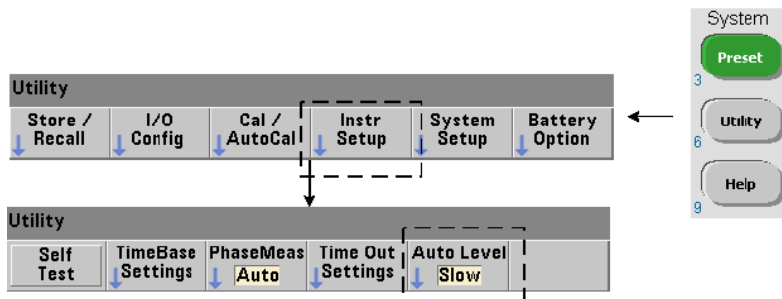 System
Preset
3
Utility
6
Help
9
Utility
Store / Recall
I/O Config
Cal / AutoCal
Instr Setup
System Setup
Battery Option
Utility
Self Test
TimeBase Settings
PhaseMeas Auto
Time Out Settings
Auto Level Slow